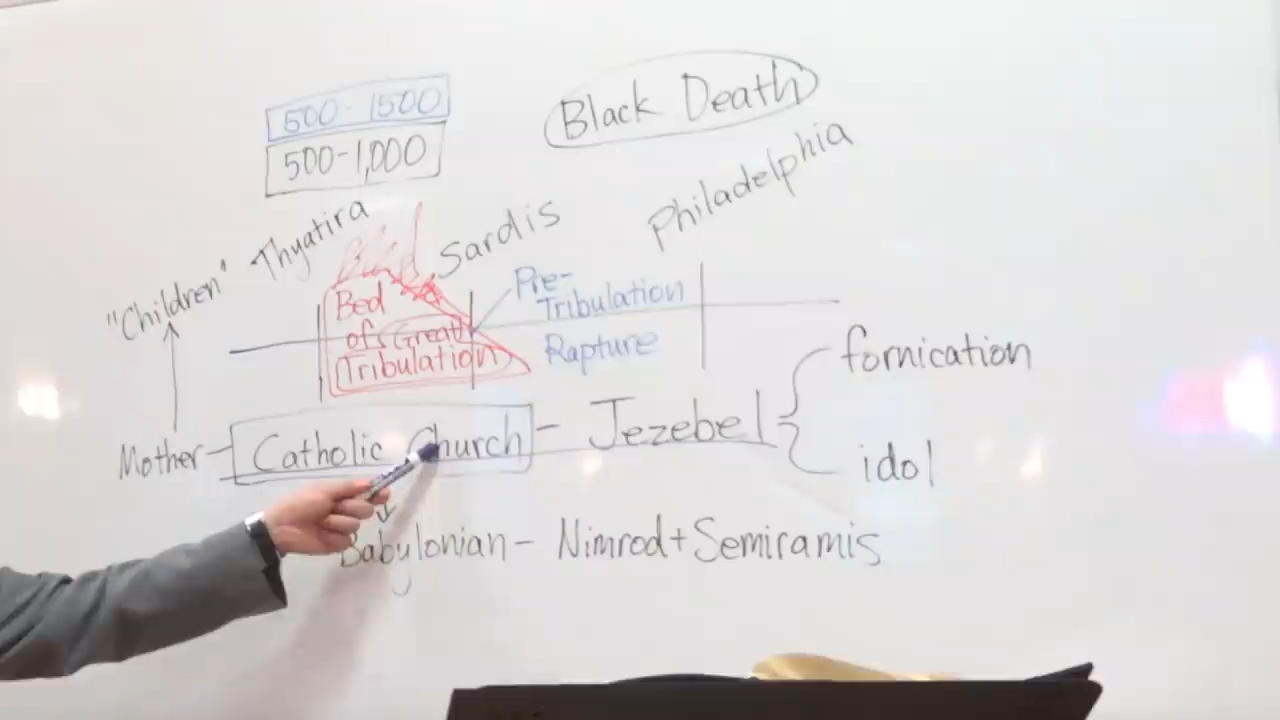 500-1500
500-1,000
Black Death
"Children" Thyatira
Sardis
Philadelphia
Bed
of Great
Tribulation
Pre-
Tribulation
Rapture
Mother - Catholic Church - Jezebel
fornication
idol
Babylonian - Nimrod + Semiramis